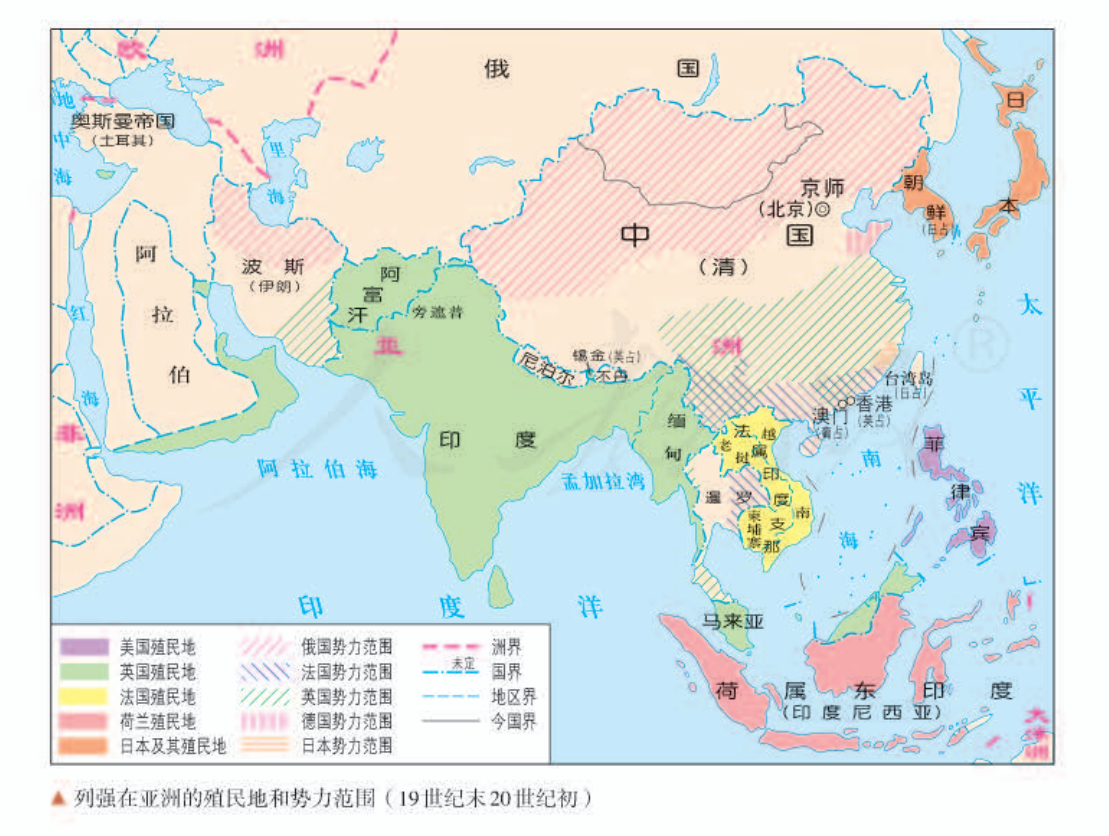 欧洲
俄国
地中海
奥斯曼帝国
(土耳其)
里海
日本
京师
(北京)
朝鲜
(日占)
中国
(清)
阿拉伯
波斯
(伊朗)
阿富汗
旁遮普
红海
太平洋
亚洲
尼泊尔
锡金(英占)
不丹
台湾岛
(日占)
香港
(英占)
澳门
(葡占)
非洲
印度
缅甸
阿拉伯海
孟加拉湾
法属印度支那
老挝
越南
暹罗
柬埔寨
南海
菲律宾
印度洋
马来亚
荷属东印度
(印度尼西亚)
大洋洲
美国殖民地
英国殖民地
法国殖民地
荷兰殖民地
日本及其殖民地
俄国势力范围
法国势力范围
英国势力范围
德国势力范围
日本势力范围
洲界
未定
国界
地区界
今国界
▲ 列强在亚洲的殖民地和势力范围(19世纪末20世纪初)